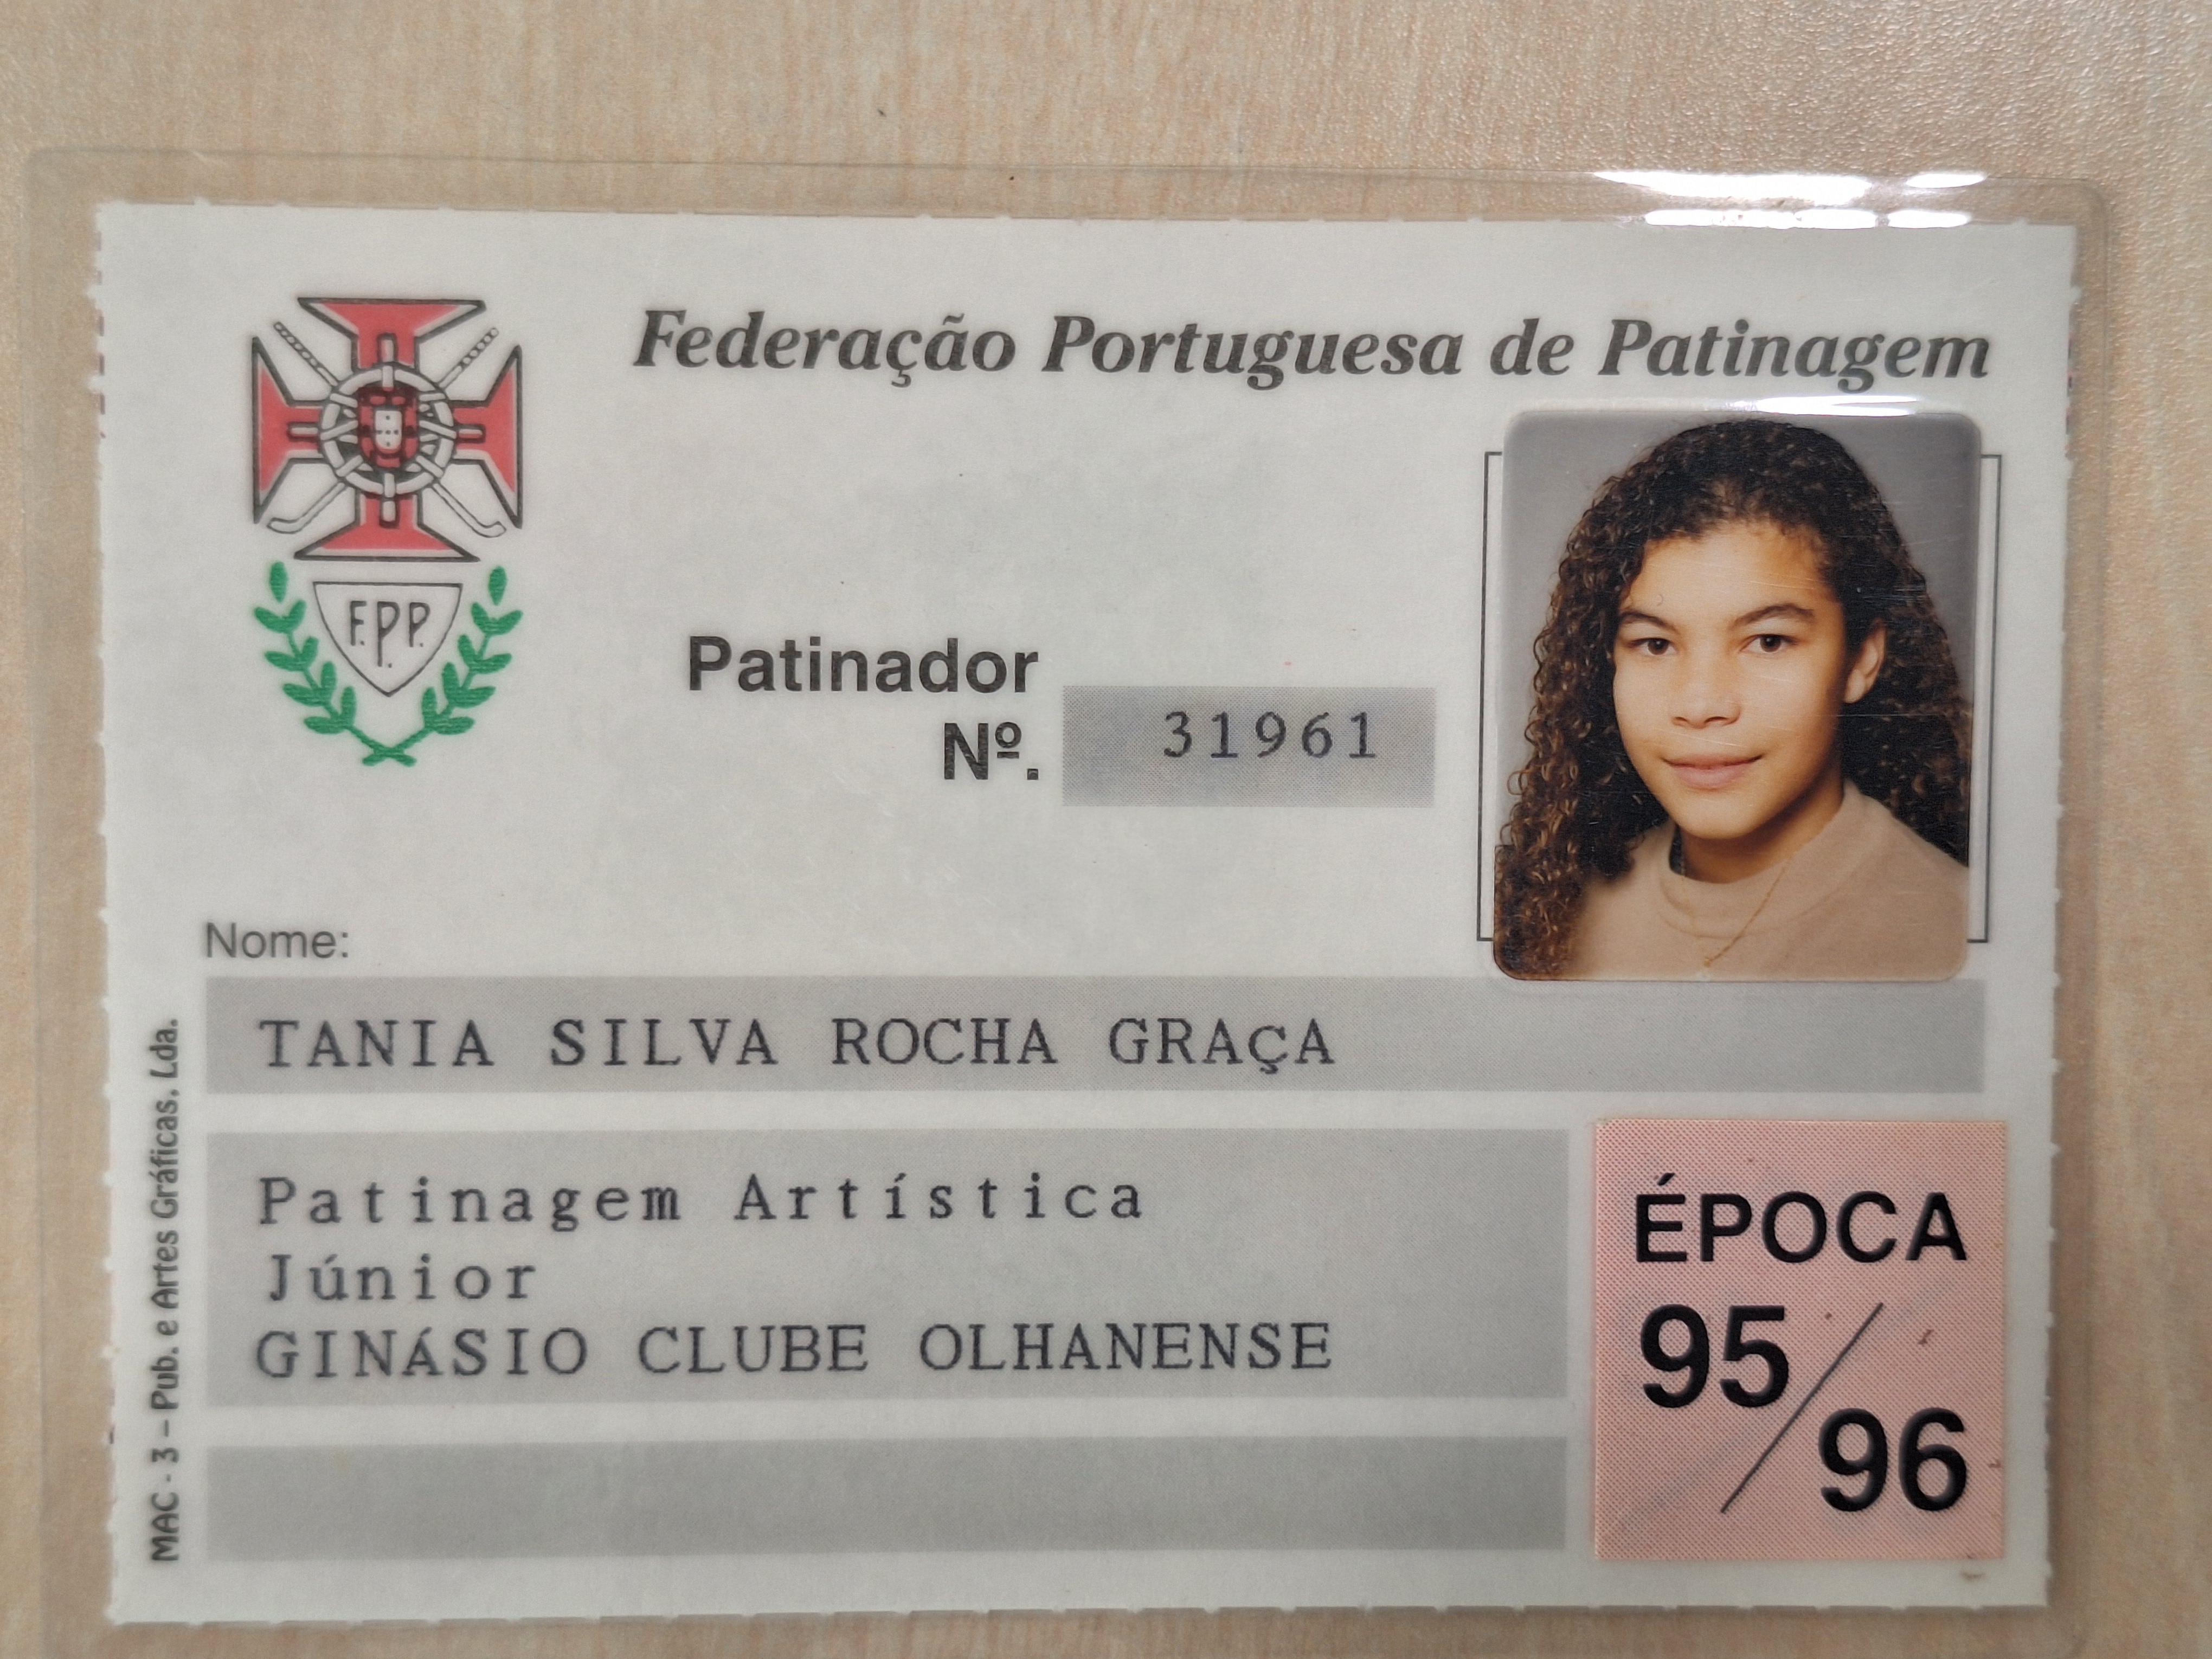 Federação Portuguesa de Patinagem
F.P.P.
Patinador
Nº. 31961
Nome:
TANIA SILVA ROCHA GRAçA
Patinagem Artística
Júnior
GINÁSIO CLUBE OLHANENSE
ÉPOCA
95/96
MAC - 3 – Pub. e Artes Gráficas, Lda.